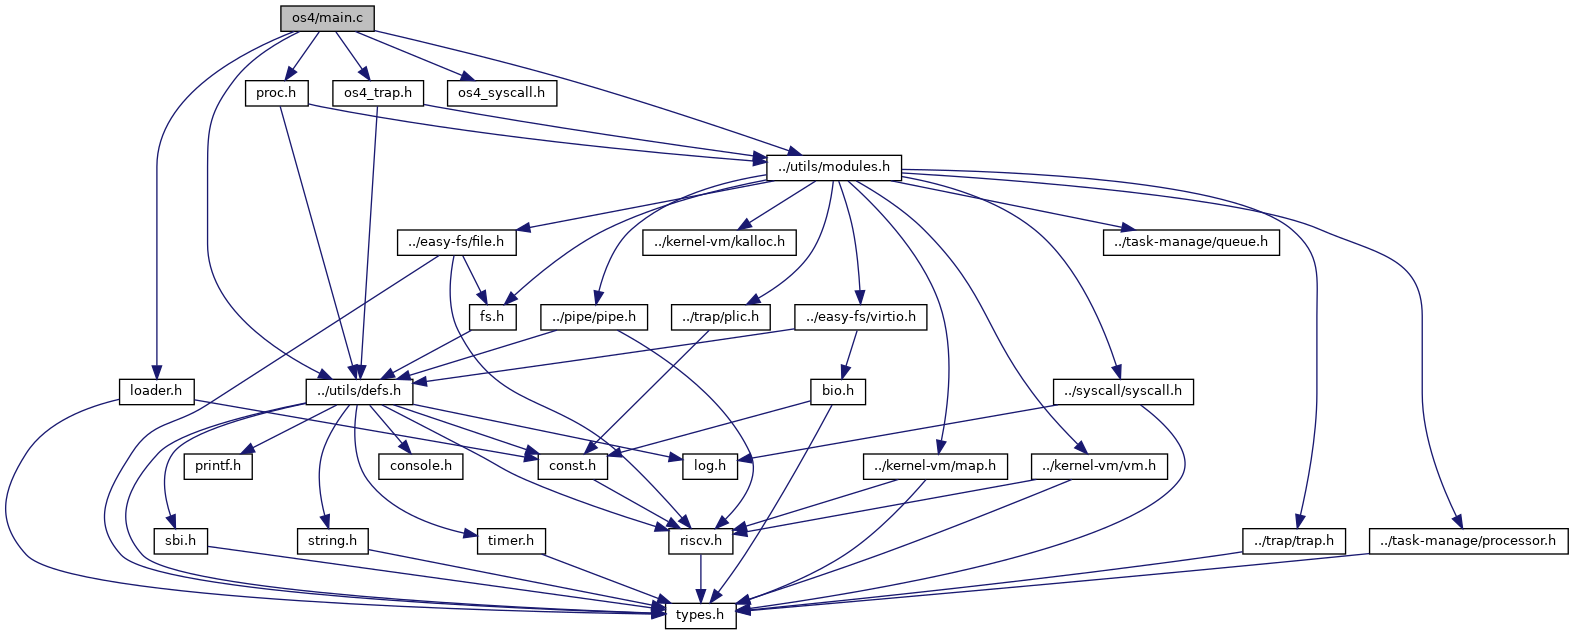 os4/main.c
proc.h
os4_trap.h
os4_syscall.h
../utils/modules.h
../easy-fs/file.h
../kernel-vm/kalloc.h
../task-manage/queue.h
fs.h
../pipe/pipe.h
../trap/plic.h
../easy-fs/virtio.h
loader.h
../utils/defs.h
bio.h
../syscall/syscall.h
printf.h
console.h
const.h
log.h
../kernel-vm/map.h
../kernel-vm/vm.h
sbi.h
string.h
timer.h
riscv.h
../trap/trap.h
../task-manage/processor.h
types.h